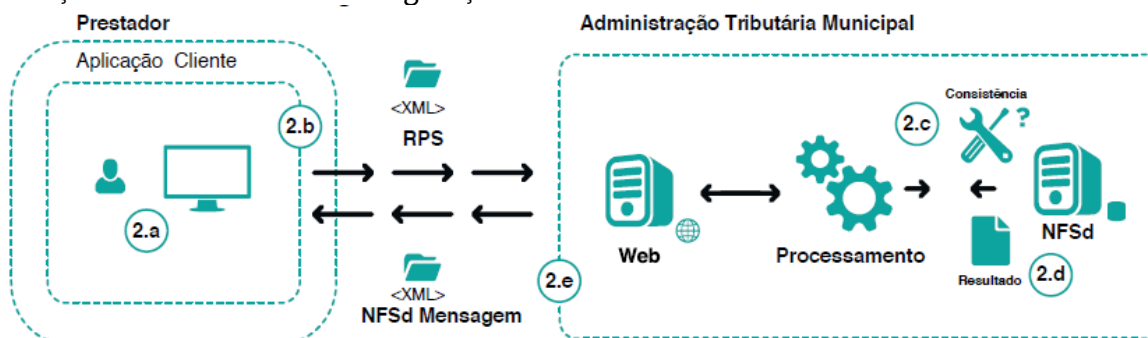 Prestador
Administração Tributária Municipal
Aplicação Cliente
Consistência
<XML>
2.b
2.c
?
RPS
2.a
Web
Processamento
NFSd
2.e
Resultado
2.d
<XML>
NFSd Mensagem